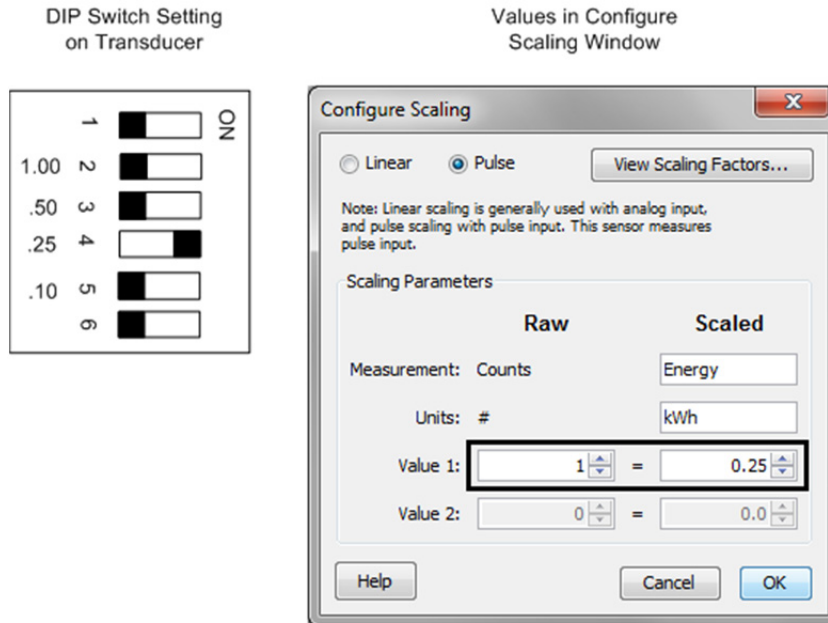 DIP Switch Setting
on Transducer
1
ON
1.00 2
.50 3
.25 4
.10 5
6
Values in Configure
Scaling Window
Configure Scaling
x
Linear Pulse View Scaling Factors...
Note: Linear scaling is generally used with analog input,
and pulse scaling with pulse input. This sensor measures
pulse input.
Scaling Parameters
Raw Scaled
Measurement: Counts Energy
Units: # kWh
Value 1: 1 = 0.25
Value 2: 0 = 0.0
Help Cancel OK